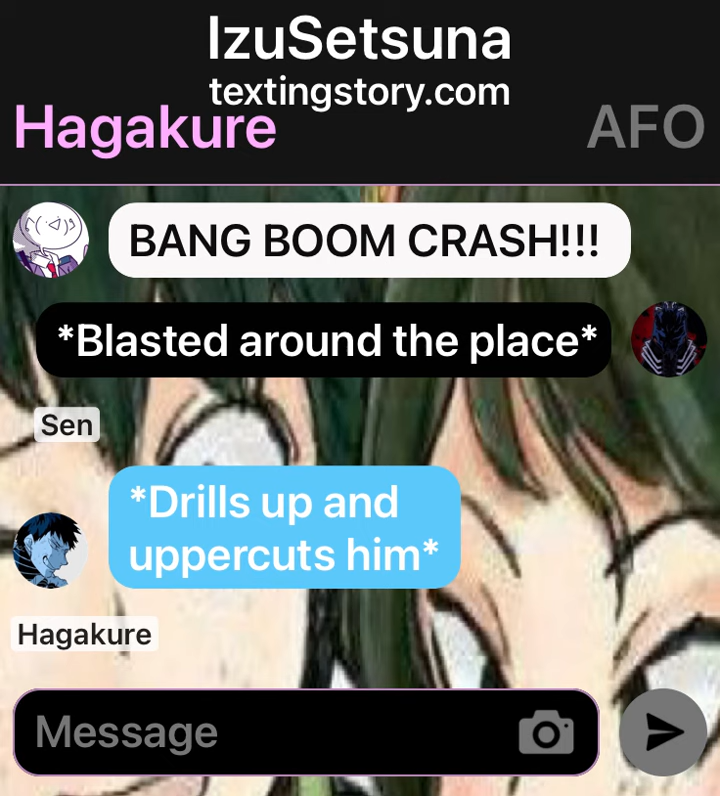 IzuSetsuna
textingstory.com
Hagakure AFO
BANG BOOM CRASH!!!
*Blasted around the place*
Sen
*Drills up and
uppercuts him*
Hagakure
Message